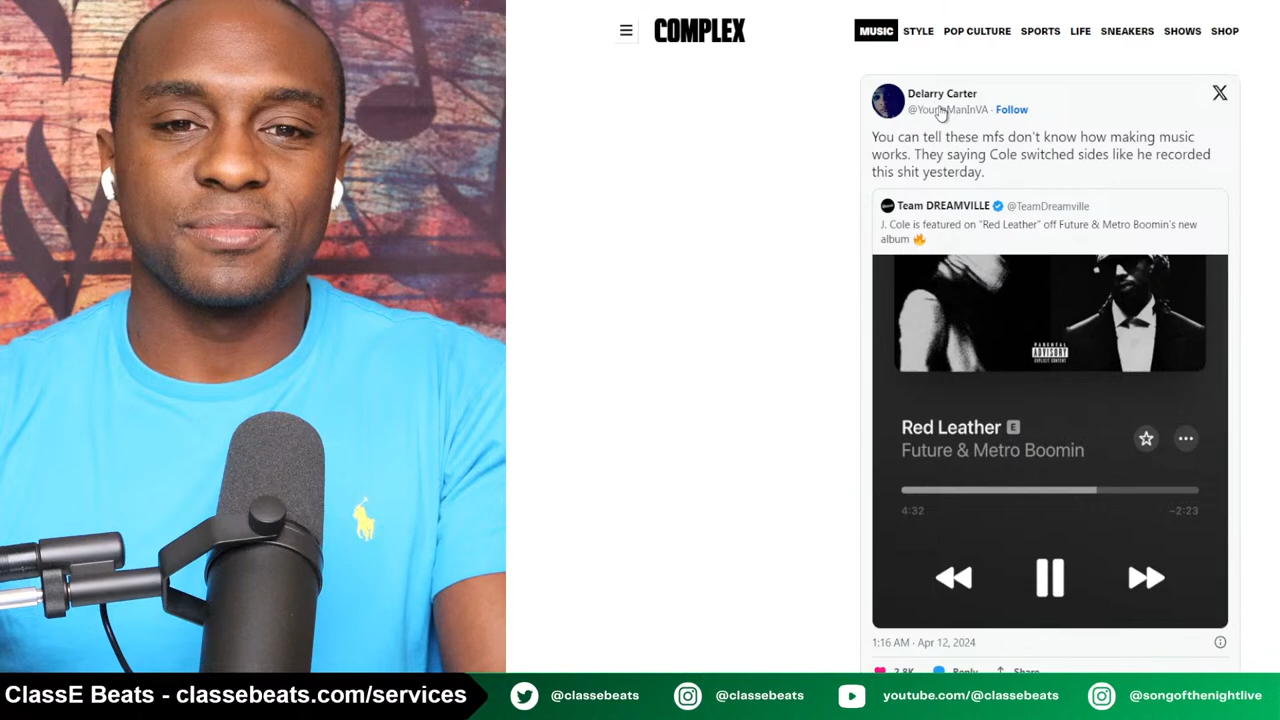 COMPLEX
MUSIC STYLE POP CULTURE SPORTS LIFE SNEAKERS SHOWS SHOP
Delarry Carter
· Follow
You can tell these mfs don't know how making music
works. They saying Cole switched sides like he recorded
this shit yesterday.
Team DREAMVILLE @TeamDreamville
J. Cole is featured on "Red Leather" off Future & Metro Boomin's new
album 🔥
PARENTAL
ADVISORY
EXPLICIT CONTENT
Red Leather E
Future & Metro Boomin
4:32 -2:23
1:16 AM · Apr 12, 2024
2.8K Reply Share
ClassE Beats - classebeats.com/services @classebeats @classebeats youtube.com/@classebeats @songofthenightlive